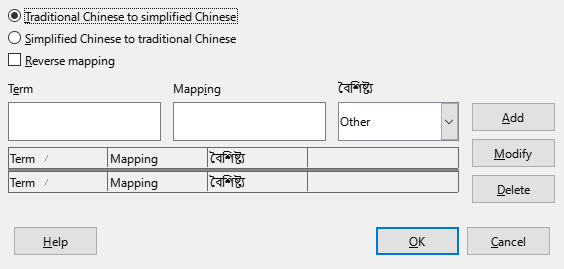 Traditional Chinese to simplified Chinese
Simplified Chinese to traditional Chinese
Reverse mapping
Term Mapping বৈশিষ্ট্য
Other
Add
Term Mapping বৈশিষ্ট্য
Modify
Term Mapping বৈশিষ্ট্য
Delete
Help OK Cancel